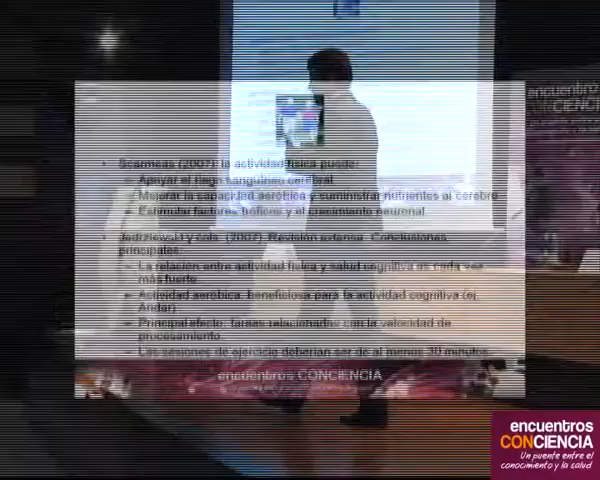 encuentros
CONCIENC
• Scarmeas (2007): la actividad física puede:
– Apoyar el riego sanguíneo cerebral
– Mejorar la capacidad aeróbica y suministrar nutrientes al cerebro
– Estimular factores tróficos y el crecimiento neuronal
• Jedrziewski y cols. (2007). Revisión extensa. Conclusiones
principales:
– La relación entre actividad física y salud cognitiva es cada vez
más fuerte.
– Actividad aeróbica: beneficiosa para la actividad cognitiva (ej.
Andar)
– Principal efecto: tareas relacionadas con la velocidad de
procesamiento.
– Las sesiones de ejercicio deberían ser de al menos 30 minutos.
encuentros CONCIENCIA
encuentros
CONCIENCIA
Un puente entre el
conocimiento y la salud